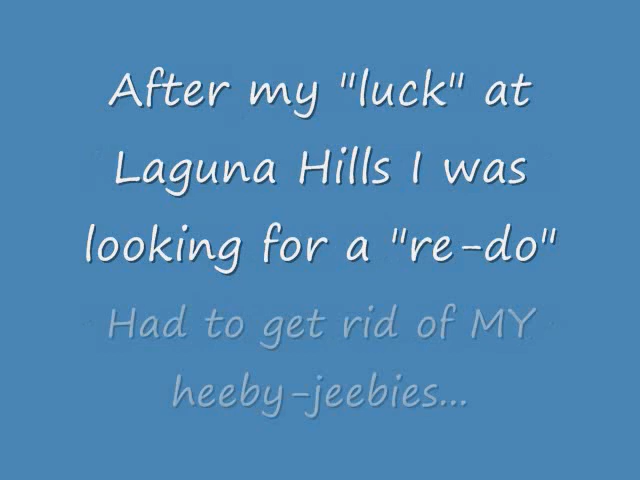 After my "luck" at
Laguna Hills I was
looking for a "re-do"
Had to get rid of MY
heeby-jeebies...